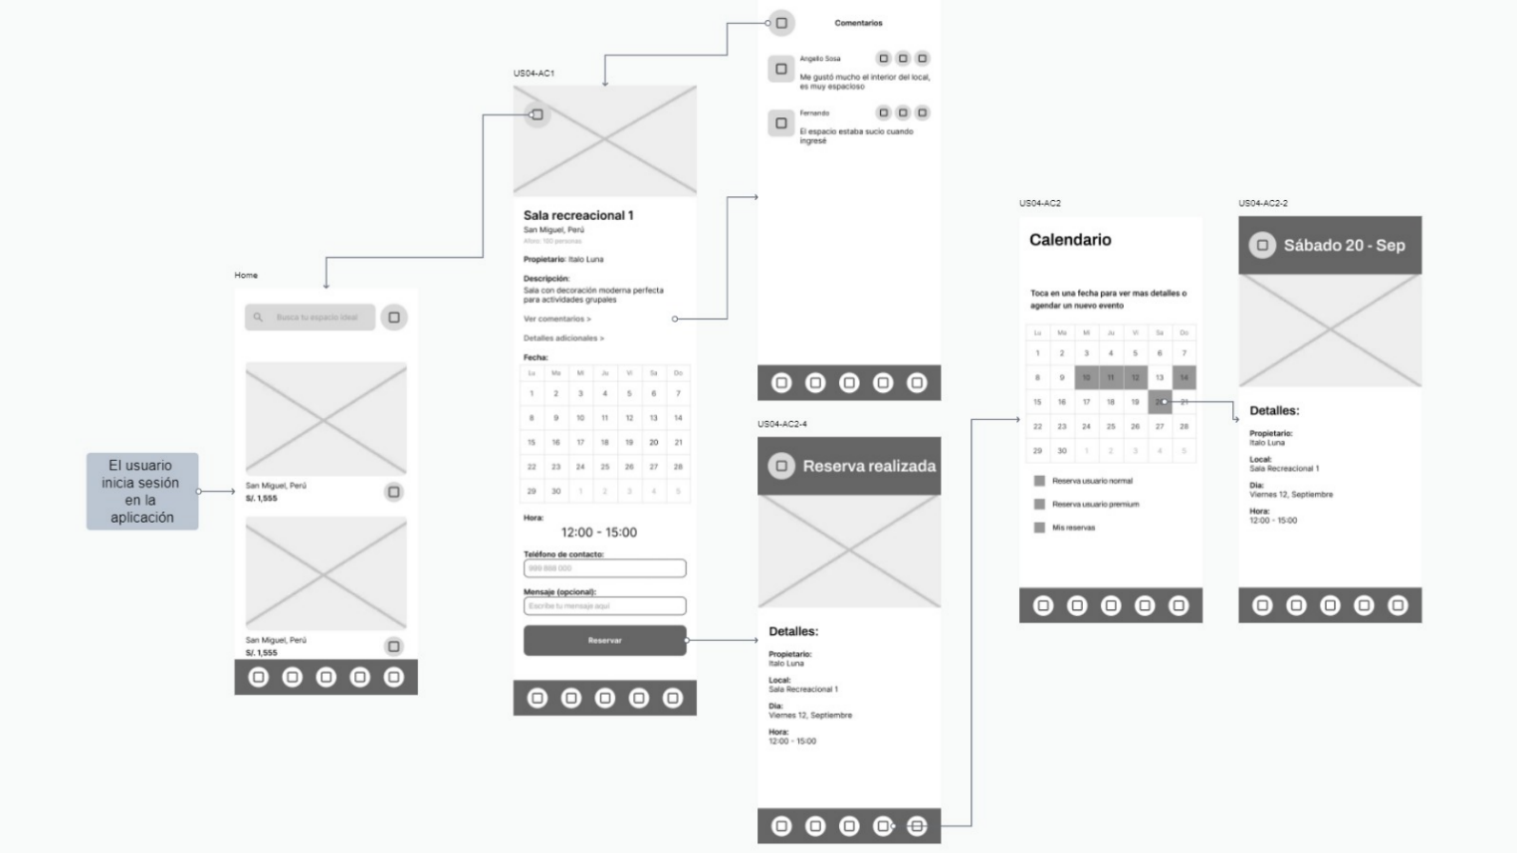 El usuario
inicia sesión
en la
aplicación
Home
Busca tu espacio ideal
San Miguel, Perú
S/. 1,555
San Miguel, Perú
S/. 1,555
US04-AC1
Sala recreacional 1
San Miguel, Perú
Aforo: 100 personas
Propietario: Italo Luna
Descripción:
Sala con decoración moderna perfecta
para actividades grupales
Ver comentarios >
Detalles adicionales >
Fecha:
Lu Ma Mi Ju Vi Sa Do
1 2 3 4 5 6 7
8 9 10 11 12 13 14
15 16 17 18 19 20 21
22 23 24 25 26 27 28
29 30 1 2 3 4 5
Hora:
12:00 - 15:00
Teléfono de contacto:
999 888 000
Mensaje (opcional):
Escribe tu mensaje aquí
Reservar
Comentarios
Angello Sosa
Me gustó mucho el interior del local,
es muy espacioso
Fernando
El espacio estaba sucio cuando
ingresé
US04-AC2-4
Reserva realizada
Detalles:
Propietario:
Italo Luna
Local:
Sala Recreacional 1
Dia:
Viernes 12, Septiembre
Hora:
12:00 - 15:00
US04-AC2
Calendario
Toca en una fecha para ver mas detalles o
agendar un nuevo evento
Lu Ma Mi Ju Vi Sa Do
1 2 3 4 5 6 7
8 9 10 11 12 13 14
15 16 17 18 19 20 21
22 23 24 25 26 27 28
29 30 1 2 3 4 5
Reserva usuario normal
Reserva usuario premium
Mis reservas
US04-AC2-2
Sábado 20 - Sep
Detalles:
Propietario:
Italo Luna
Local:
Sala Recreacional 1
Dia:
Viernes 12, Septiembre
Hora:
12:00 - 15:00